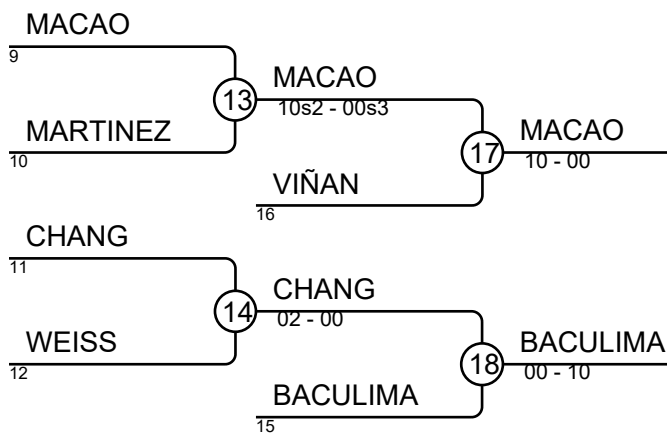 MACAO
9
MARTINEZ
10
13
MACAO
10s2 - 00s3
VIÑAN
16
17
MACAO
10 - 00
CHANG
11
WEISS
12
14
CHANG
02 - 00
BACULIMA
15
18
BACULIMA
00 - 10